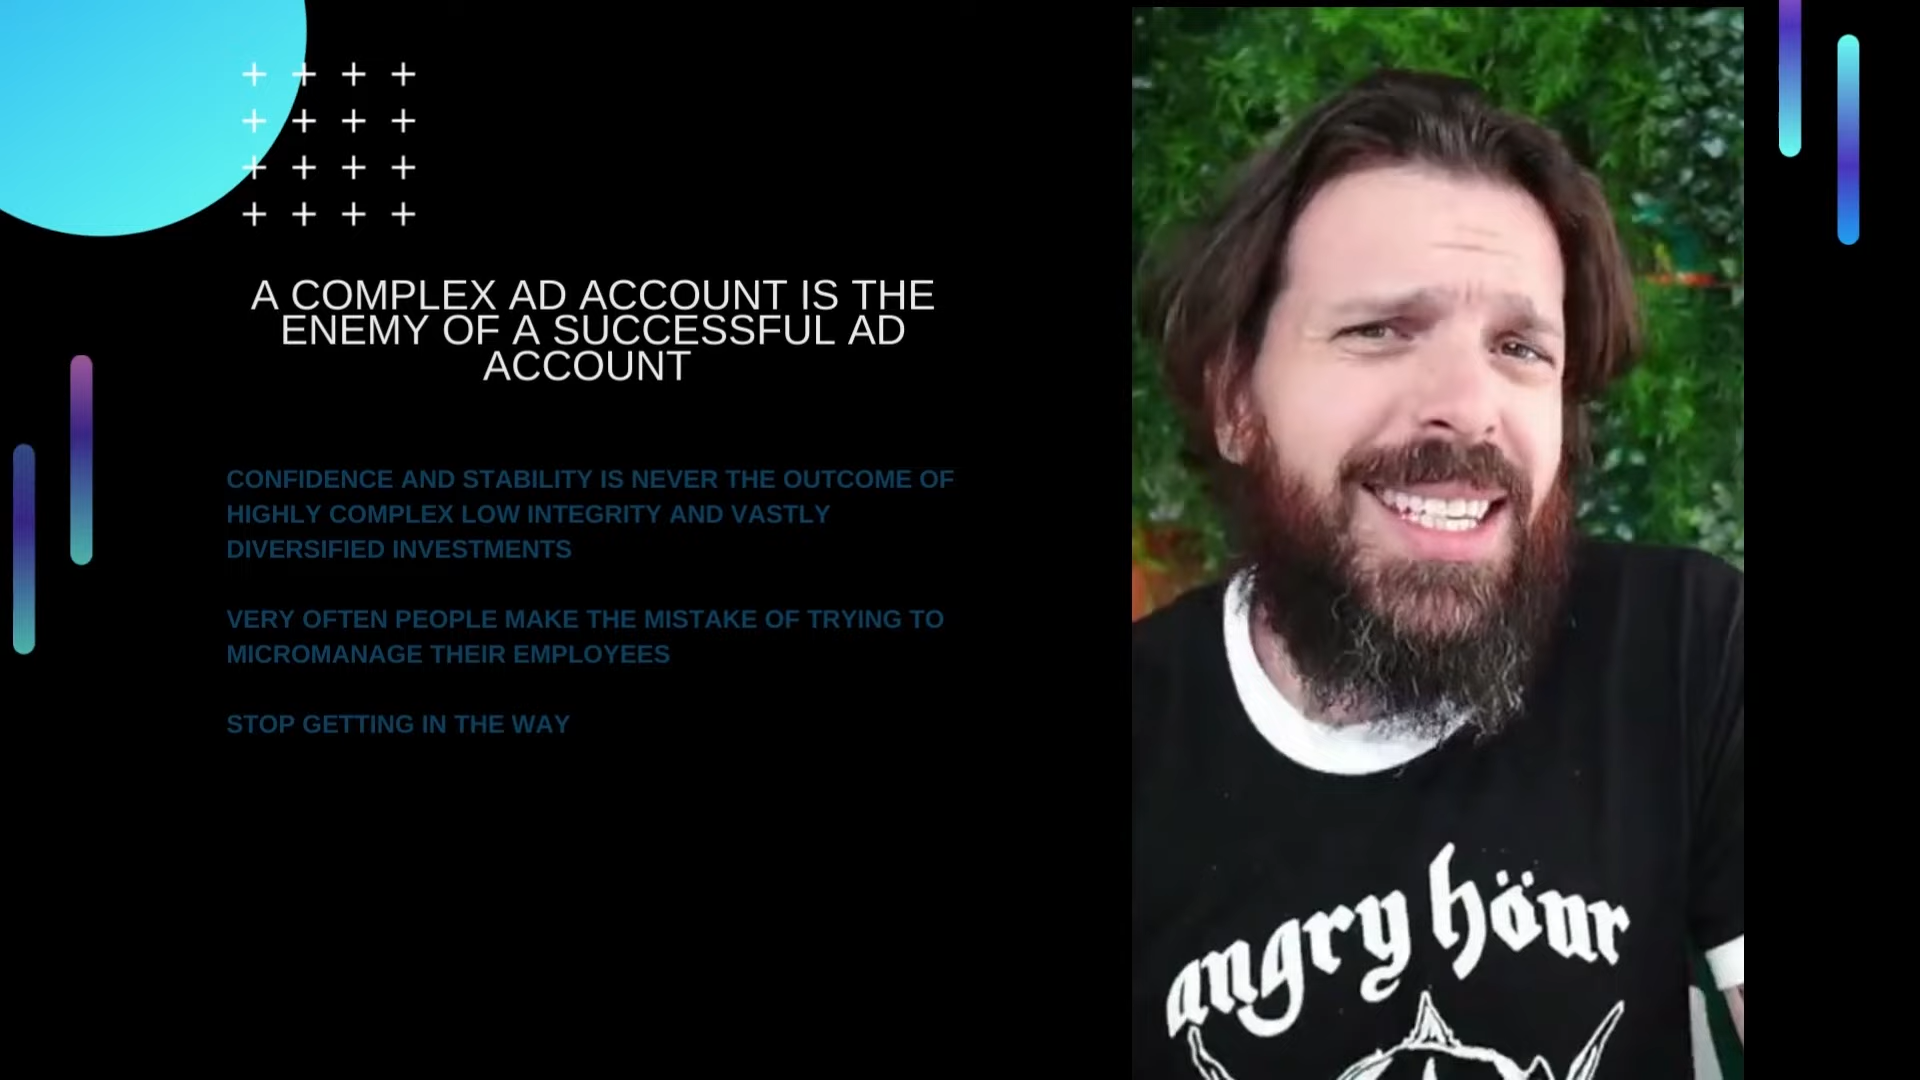 A COMPLEX AD ACCOUNT IS THE
ENEMY OF A SUCCESSFUL AD
ACCOUNT
CONFIDENCE AND STABILITY IS NEVER THE OUTCOME OF
HIGHLY COMPLEX LOW INTEGRITY AND VASTLY
DIVERSIFIED INVESTMENTS
VERY OFTEN PEOPLE MAKE THE MISTAKE OF TRYING TO
MICROMANAGE THEIR EMPLOYEES
STOP GETTING IN THE WAY
angry höur